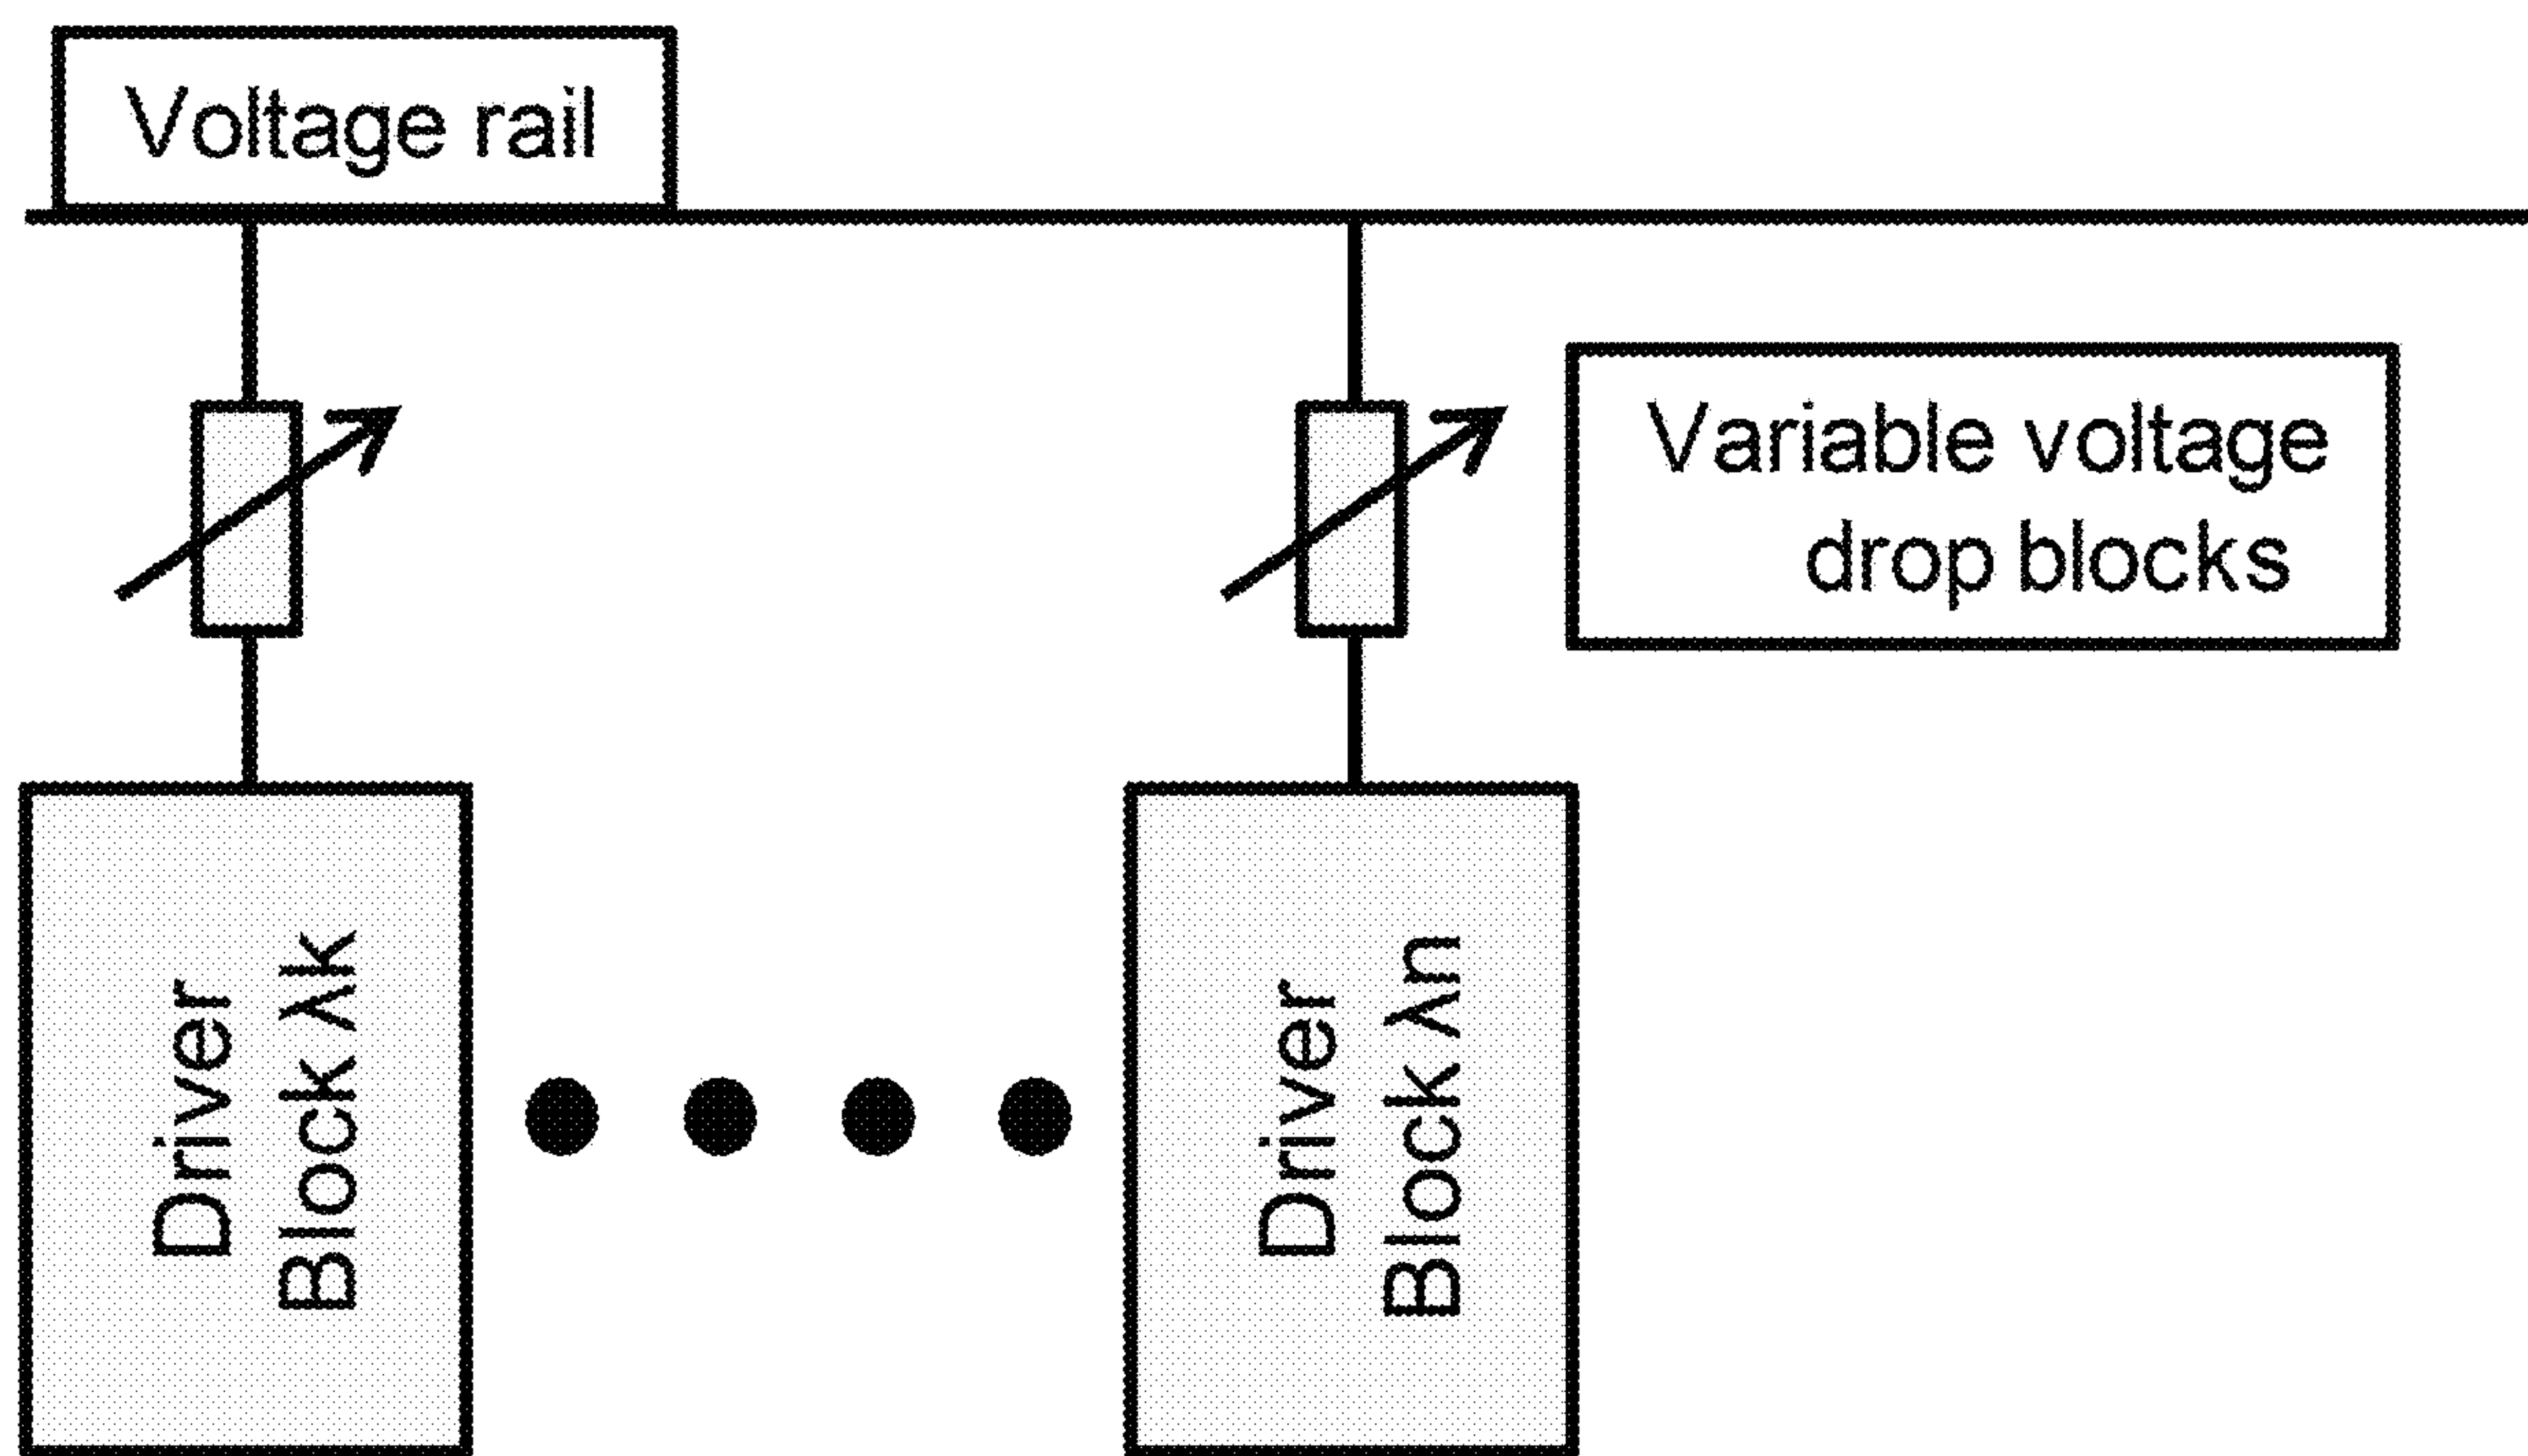 Voltage rail
Variable voltage
drop blocks
Driver
Block λk
Driver
Block λn